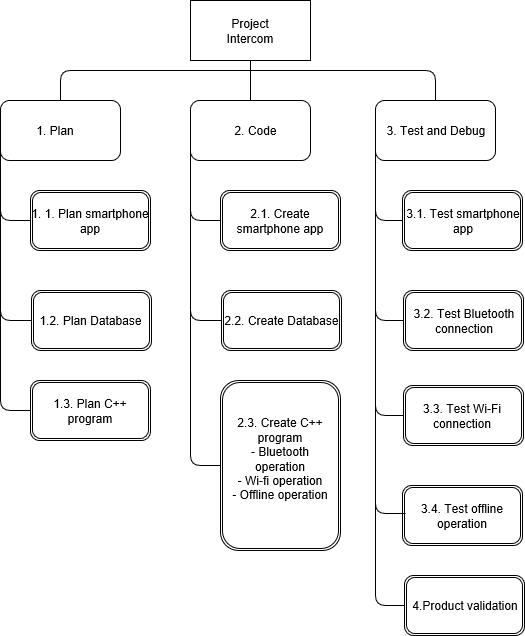 Project
Intercom
1. Plan
2. Code
3. Test and Debug
1. 1. Plan smartphone
app
2.1. Create
smartphone app
3.1. Test smartphone
app
1.2. Plan Database
2.2. Create Database
3.2. Test Bluetooth
connection
1.3. Plan C++
program
2.3. Create C++
program
- Bluetooth
operation
- Wi-fi operation
- Offline operation
3.3. Test Wi-Fi
connection
3.4. Test offline
operation
4.Product validation